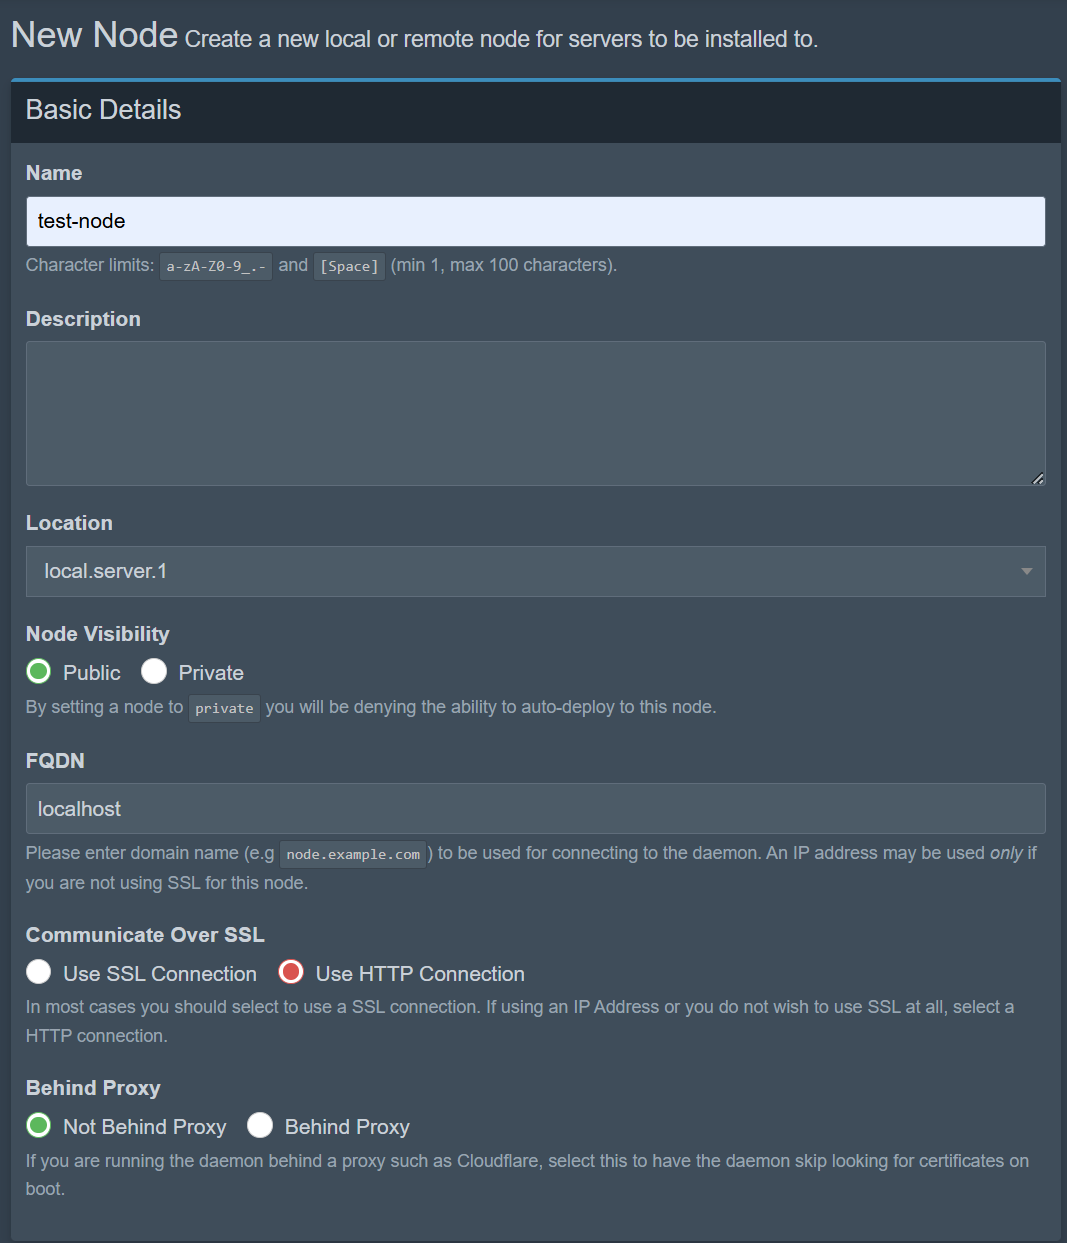 New Node Create a new local or remote node for servers to be installed to.
Basic Details
Name
test-node
Character limits: a-zA-Z0-9_.- and [Space] (min 1, max 100 characters).
Description
Location
local.server.1
Node Visibility
Public Private
By setting a node to private you will be denying the ability to auto-deploy to this node.
FQDN
localhost
Please enter domain name (e.g node.example.com ) to be used for connecting to the daemon. An IP address may be used only if
you are not using SSL for this node.
Communicate Over SSL
Use SSL Connection Use HTTP Connection
In most cases you should select to use a SSL connection. If using an IP Address or you do not wish to use SSL at all, select a
HTTP connection.
Behind Proxy
Not Behind Proxy Behind Proxy
If you are running the daemon behind a proxy such as Cloudflare, select this to have the daemon skip looking for certificates on
boot.